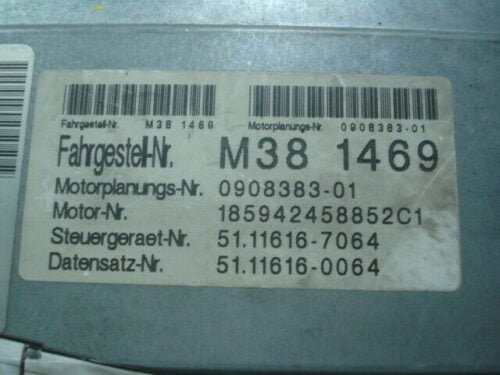 Fahrgestell-Nr. M38 1469 Motorplanungs-Nr. 0908383-01
Fahrgestell-Nr. M38 1469
Motorplanungs-Nr. 0908383-01
Motor-Nr. 185942458852C1
Steuergeraet-Nr. 51.11616-7064
Datensatz-Nr. 51.11616-0064